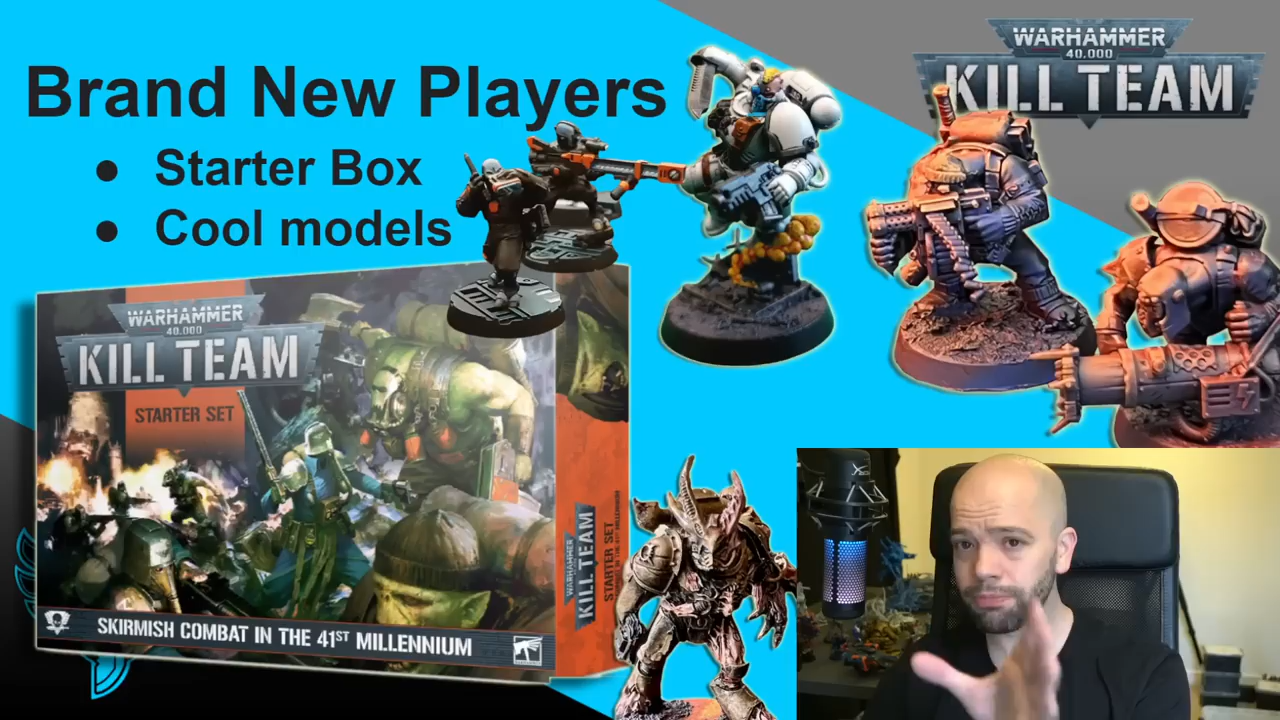 Brand New Players
● Starter Box
● Cool models
WARHAMMER
40,000
KILL TEAM
WARHAMMER
40,000
KILL TEAM
STARTER SET
SKIRMISH COMBAT IN THE 41ST MILLENNIUM
WARHAMMER
KILL TEAM
STARTER SET